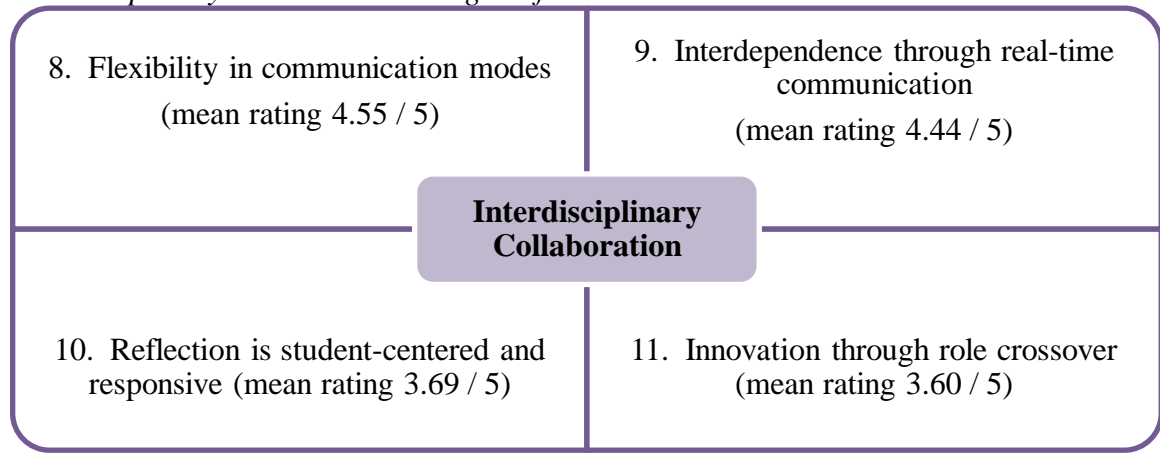 8. Flexibility in communication modes
(mean rating 4.55 / 5)
9. Interdependence through real-time
communication
(mean rating 4.44 / 5)
Interdisciplinary
Collaboration
10. Reflection is student-centered and
responsive (mean rating 3.69 / 5)
11. Innovation through role crossover
(mean rating 3.60 / 5)